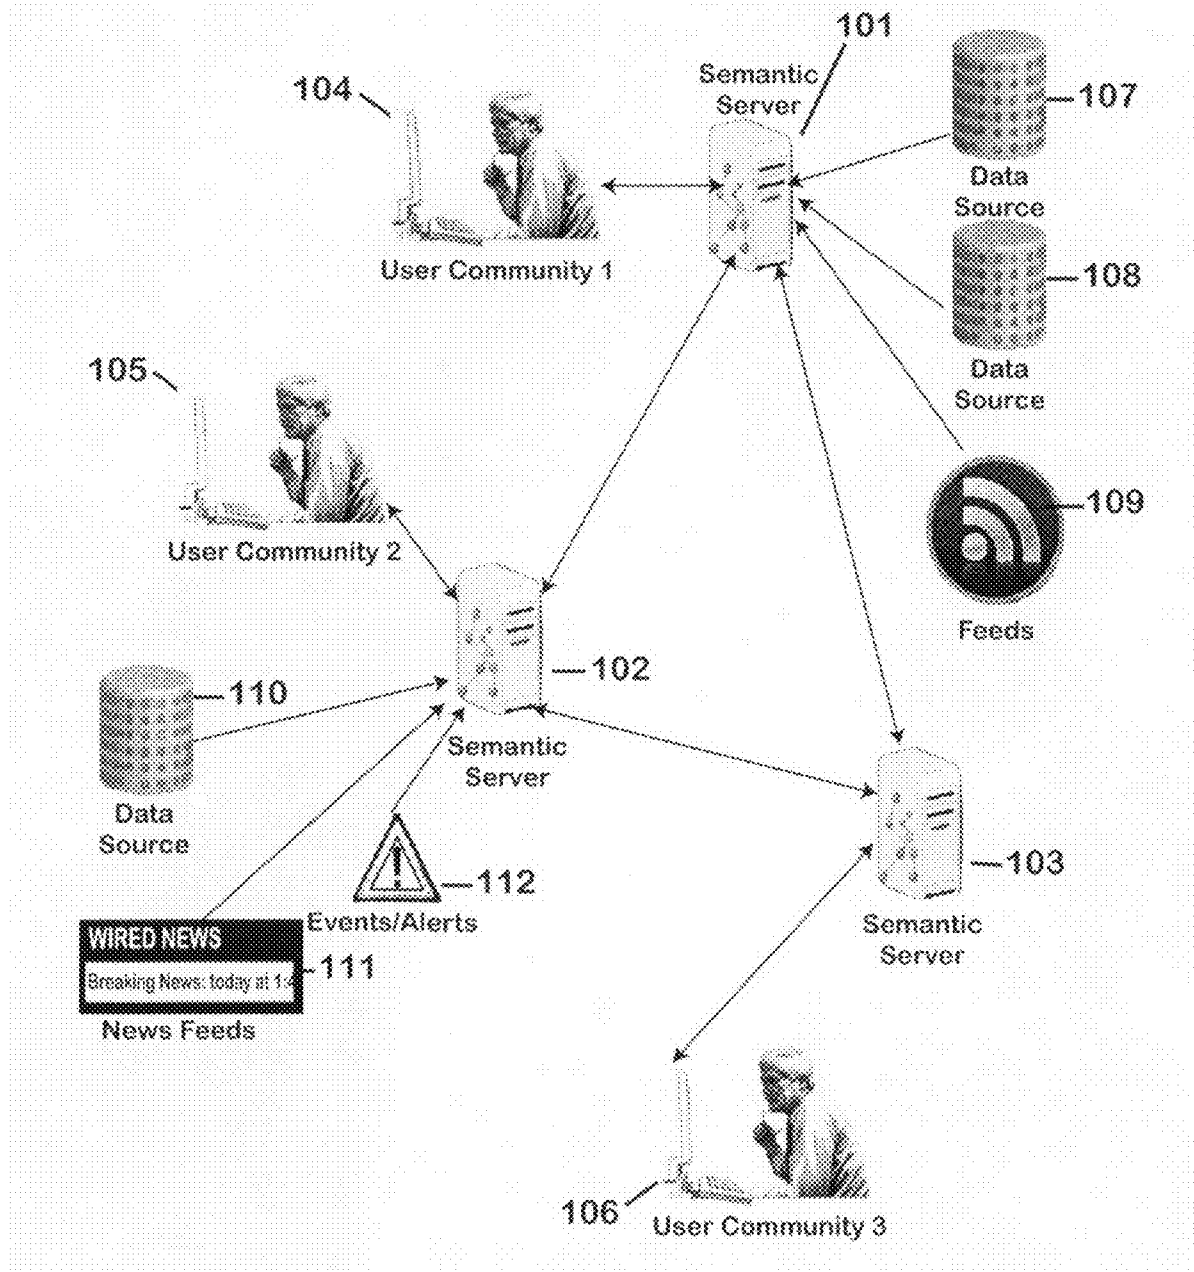 101
Semantic
Server
104
107
Data
Source
User Community 1
108
Data
Source
105
109
User Community 2
Feeds
102
110
Semantic
Server
Data
Source
112
103
Events/Alerts
Semantic
Server
WIRED NEWS
111
Breaking News: today at 1:4
News Feeds
106
User Community 3